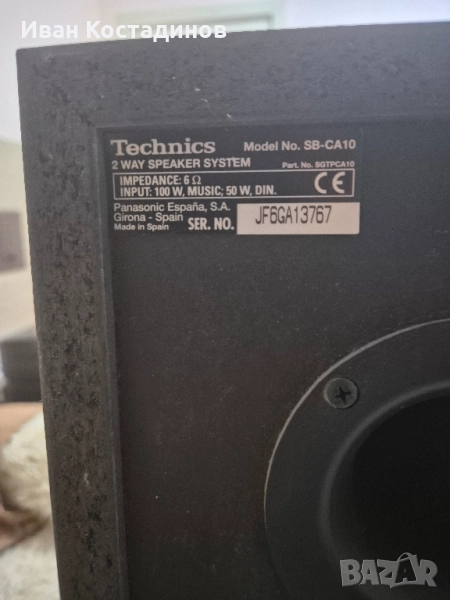 Иван Костадинов
Technics Model No. SB-CA10
2 WAY SPEAKER SYSTEM Part. No. SGTPCA10
IMPEDANCE: 6 Ω
INPUT: 100 W, MUSIC; 50 W, DIN. CE
Panasonic España, S.A.
Girona - Spain
Made in Spain SER. NO. JF6GA13767
BAZAR